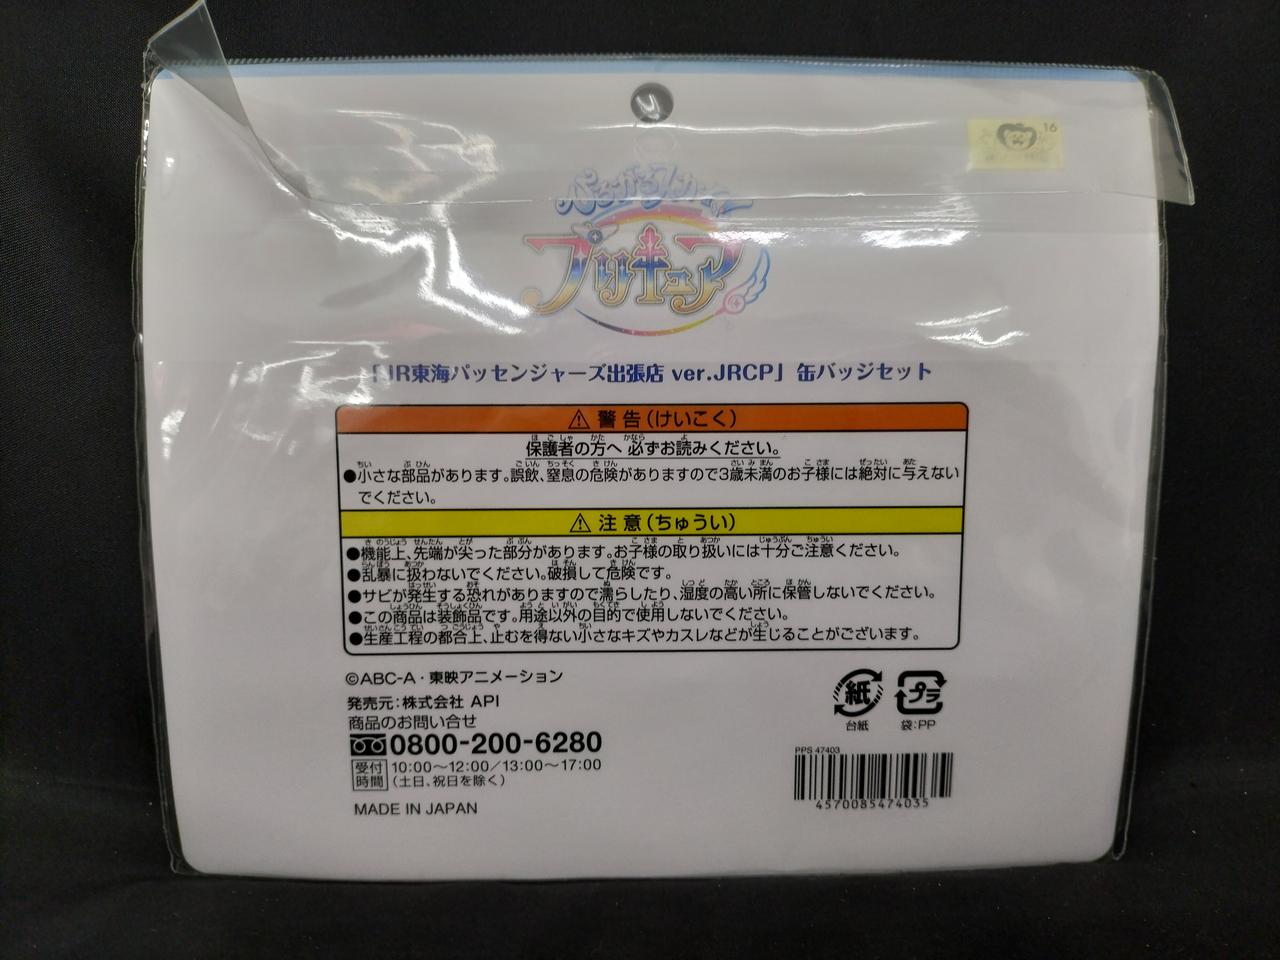 16
ひろがるスカイ!
プリキュア
「JR東海パッセンジャーズ出張店 ver.JRCP」缶バッジセット
⚠ 警告(けいこく)
保護者の方へ 必ずお読みください。
●小さな部品があります。誤飲、窒息の危険がありますので3歳未満のお子様には絶対に与えない
でください。
⚠ 注意(ちゅうい)
●機能上、先端が尖った部分があります。お子様の取り扱いには十分ご注意ください。
●乱暴に扱わないでください。破損して危険です。
●サビが発生する恐れがありますので濡らしたり、湿度の高い所に保管しないでください。
●この商品は装飾品です。用途以外の目的で使用しないでください。
●生産工程の都合上、止むを得ない小さなキズやカスレなどが生じることがございます。
©ABC-A・東映アニメーション
発売元:株式会社 API
商品のお問い合せ
0800-200-6280
受付時間 10:00〜12:00/13:00〜17:00
(土日、祝日を除く)
MADE IN JAPAN
紙
台紙
プラ
袋:PP
PPS 47403
4570085474035